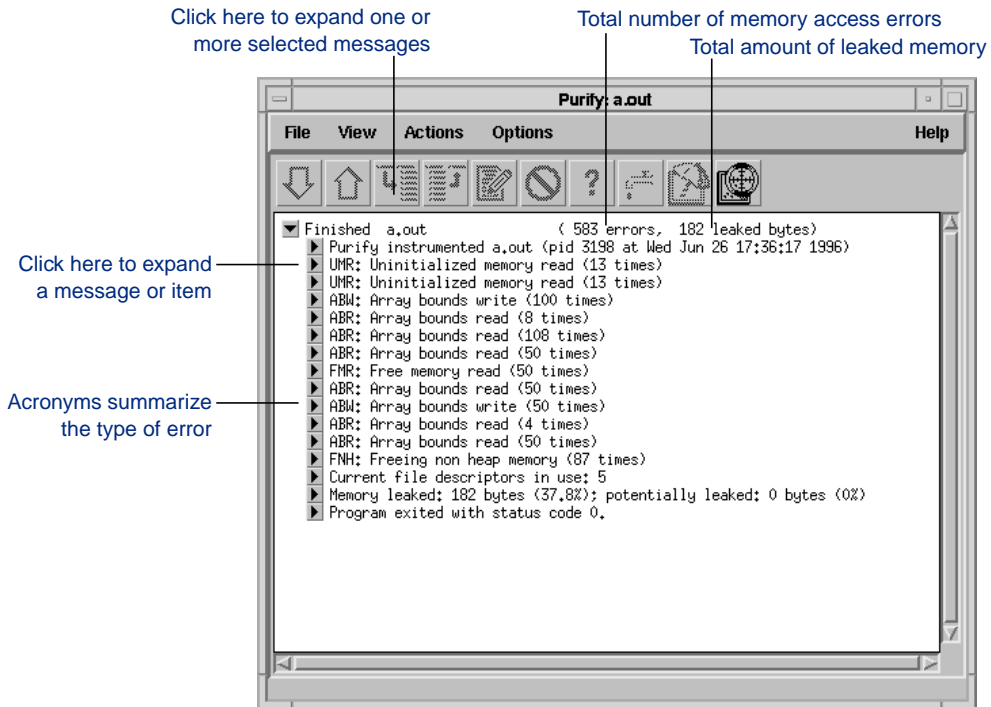 Click here to expand one or
more selected messages
Total number of memory access errors
Total amount of leaked memory
Purify: a.out
File View Actions Options Help
?
Finished a.out ( 583 errors, 182 leaked bytes)
Purify instrumented a.out (pid 3198 at Wed Jun 26 17:36:17 1996)
Click here to expand
a message or item
UMR: Uninitialized memory read (13 times)
UMR: Uninitialized memory read (13 times)
ABW: Array bounds write (100 times)
ABR: Array bounds read (8 times)
ABR: Array bounds read (108 times)
ABR: Array bounds read (50 times)
FMR: Free memory read (50 times)
ABR: Array bounds read (50 times)
Acronyms summarize
the type of error
ABW: Array bounds write (50 times)
ABR: Array bounds read (4 times)
ABR: Array bounds read (50 times)
FNH: Freeing non heap memory (87 times)
Current file descriptors in use: 5
Memory leaked: 182 bytes (37.8%); potentially leaked: 0 bytes (0%)
Program exited with status code 0.